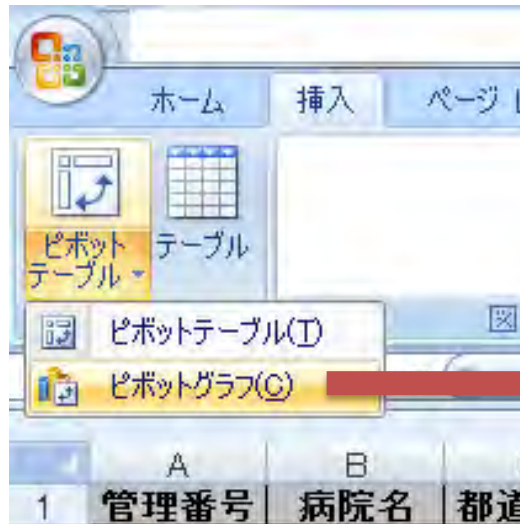 ホーム 挿入 ページ
ピボット
テーブル
テーブル
ピボットテーブル(T)
ピボットグラフ(C)
A B
1 管理番号 病院名 都道